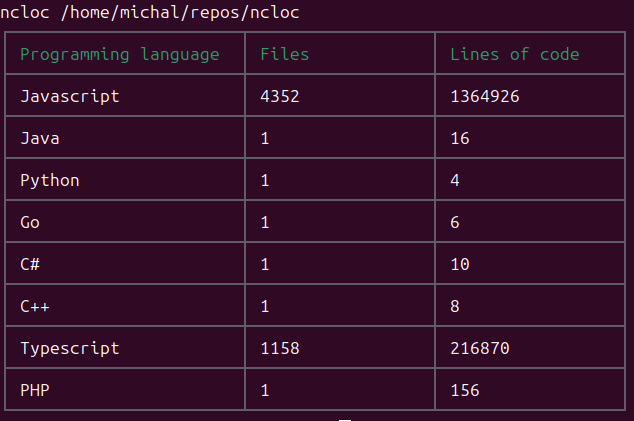 ncloc /home/michal/repos/ncloc
Programming language Files Lines of code
Javascript 4352 1364926
Java 1 16
Python 1 4
Go 1 6
C# 1 10
C++ 1 8
Typescript 1158 216870
PHP 1 156